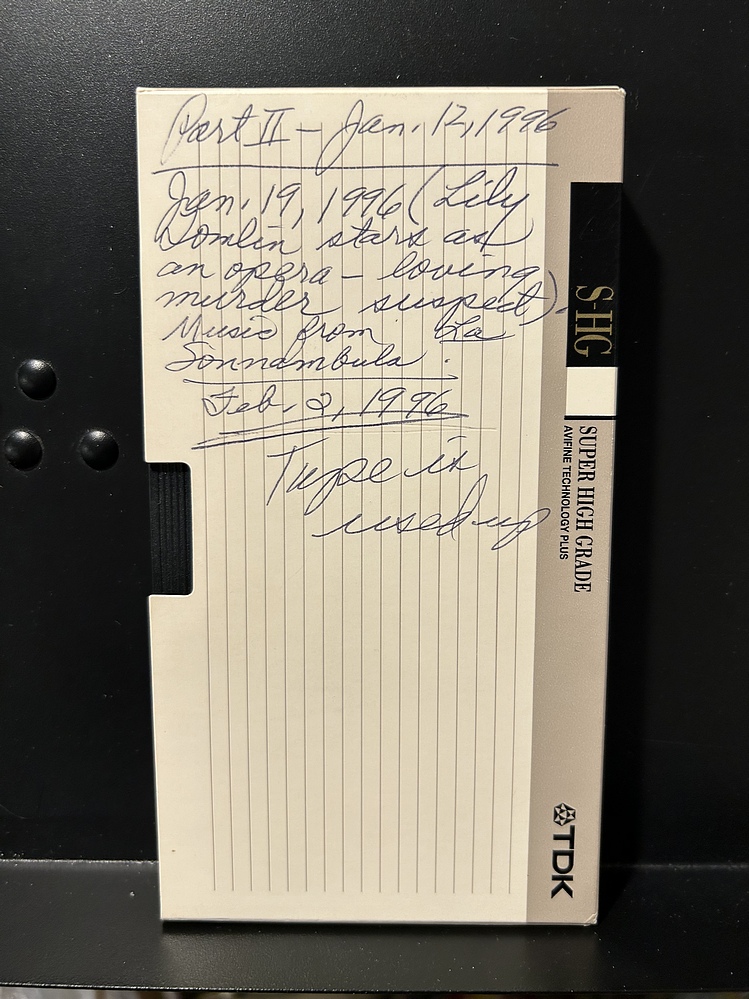 Part II - Jan. 12, 1996
Jan. 19, 1996 (Lily
Tomlin stars as
an opera - loving
murder suspect).
Music from La
Sonnambula.
Feb. 2, 1996
Tape is
used up
S-HG
SUPER HIGH GRADE
AVIFINE TECHNOLOGY PLUS
TDK